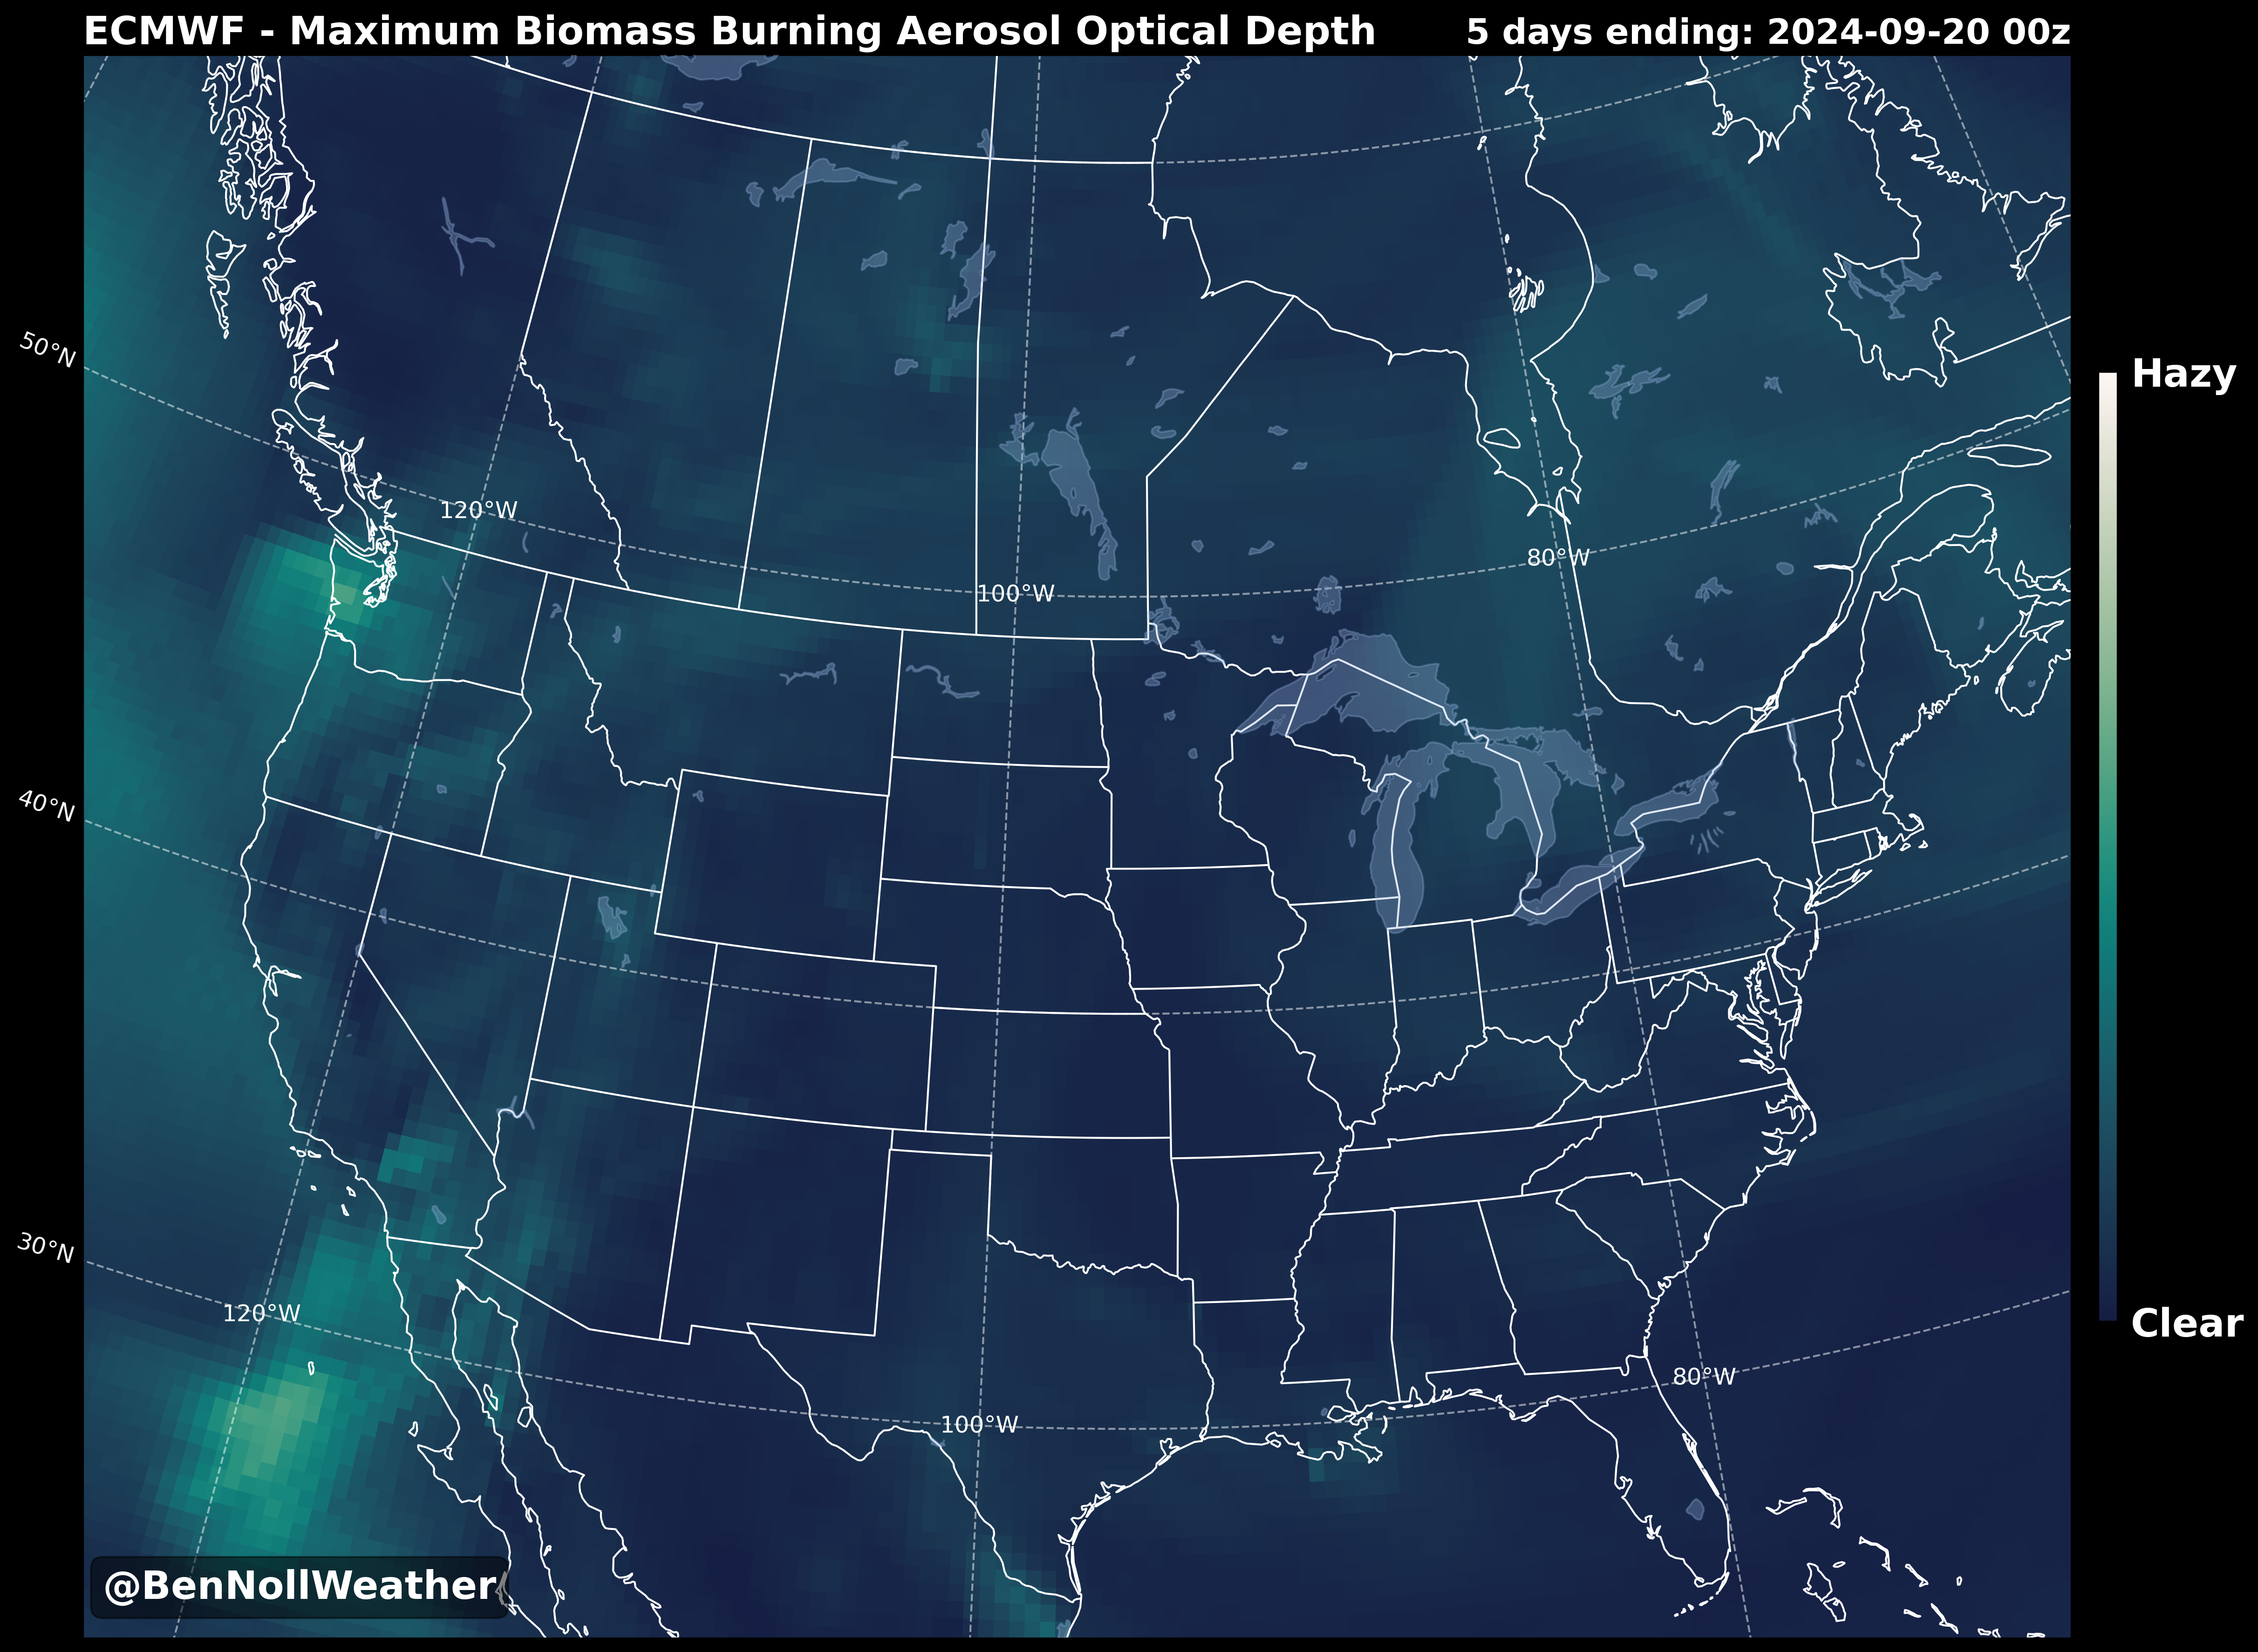 ECMWF - Maximum Biomass Burning Aerosol Optical Depth
5 days ending: 2024-09-20 00z
50°N
Hazy
120°W
80°W
100°W
40°N
30°N
120°W
Clear
80°W
100°W
@BenNollWeather